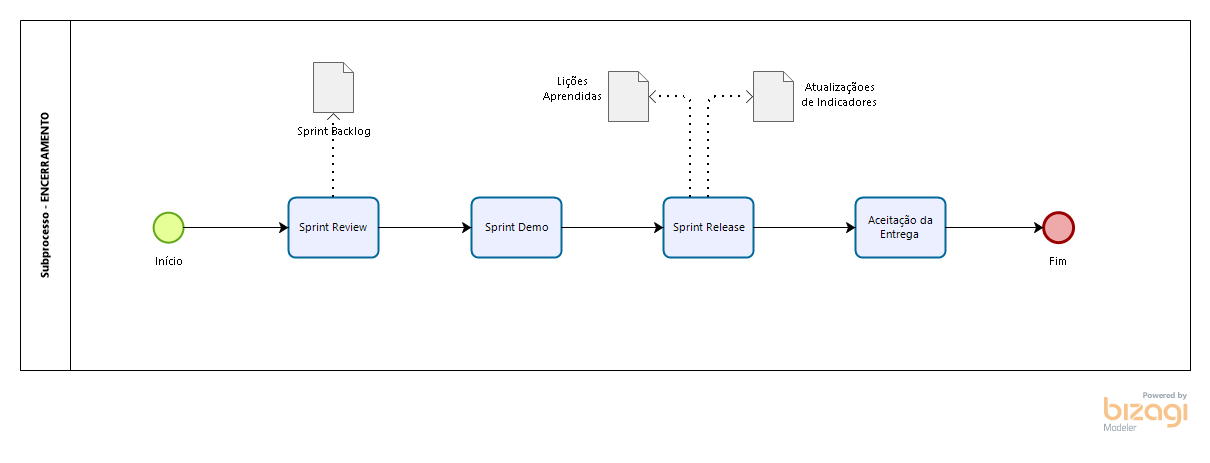 Subprocesso - ENCERRAMENTO
Sprint Backlog
Lições
Aprendidas
Atualizaçãoes
de Indicadores
Início
Sprint Review
Sprint Demo
Sprint Release
Aceitação da
Entrega
Fim
Powered by
bizagi
Modeler